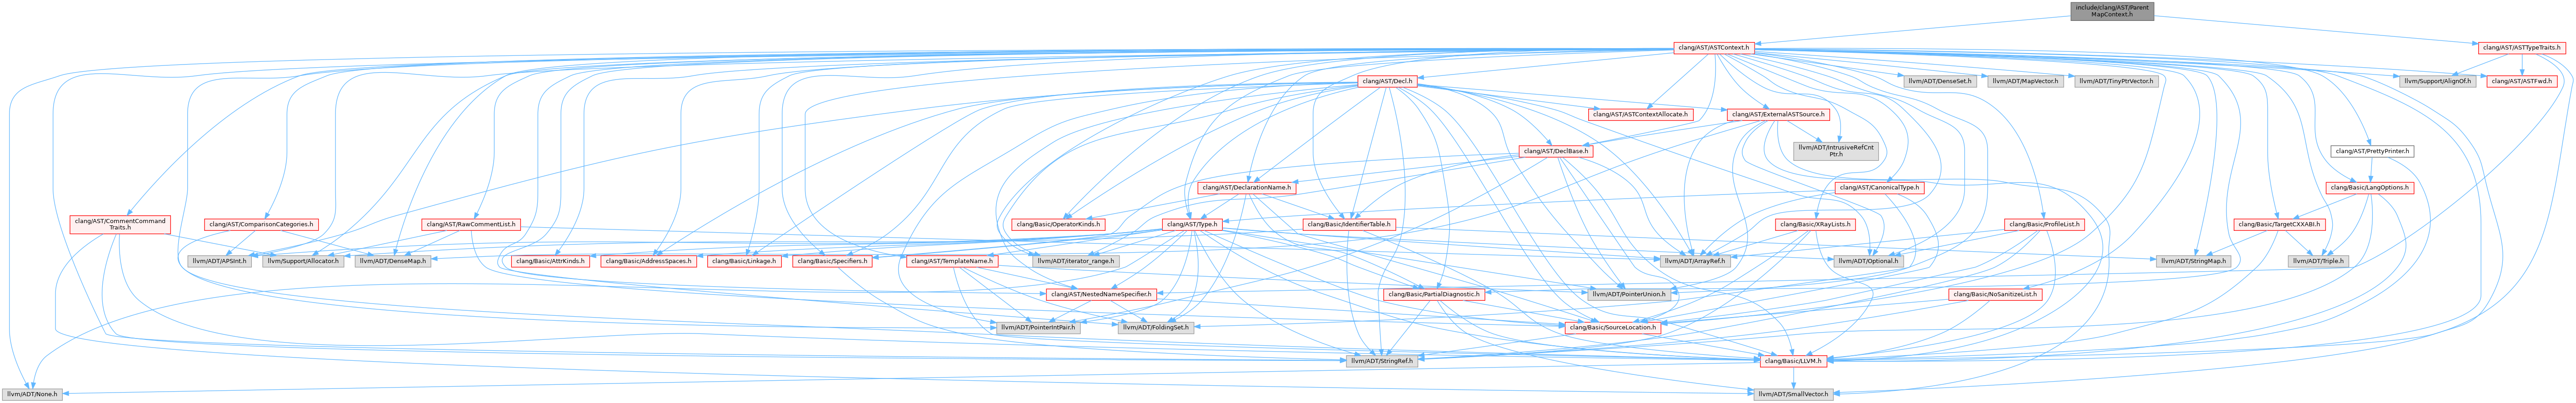 include/clang/AST/Parent
MapContext.h
clang/AST/ASTContext.h
clang/AST/ASTTypeTraits.h
clang/AST/Decl.h
llvm/ADT/DenseSet.h
llvm/ADT/MapVector.h
llvm/ADT/TinyPtrVector.h
llvm/Support/AlignOf.h
clang/AST/ASTFwd.h
clang/AST/ASTContextAllocate.h
clang/AST/ExternalASTSource.h
clang/AST/DeclBase.h
llvm/ADT/IntrusiveRefCnt
Ptr.h
clang/AST/PrettyPrinter.h
clang/AST/DeclarationName.h
clang/AST/CanonicalType.h
clang/Basic/LangOptions.h
clang/AST/CommentCommand
Traits.h
clang/AST/ComparisonCategories.h
clang/AST/RawCommentList.h
clang/Basic/OperatorKinds.h
clang/AST/Type.h
clang/Basic/IdentifierTable.h
clang/Basic/XRayLists.h
clang/Basic/ProfileList.h
clang/Basic/TargetCXXABI.h
llvm/ADT/APSInt.h
llvm/Support/Allocator.h
llvm/ADT/DenseMap.h
clang/Basic/AttrKinds.h
clang/Basic/AddressSpaces.h
clang/Basic/Linkage.h
clang/Basic/Specifiers.h
clang/AST/TemplateName.h
llvm/ADT/iterator_range.h
llvm/ADT/ArrayRef.h
llvm/ADT/Optional.h
llvm/ADT/StringMap.h
llvm/ADT/Triple.h
clang/AST/NestedNameSpecifier.h
clang/Basic/PartialDiagnostic.h
llvm/ADT/PointerUnion.h
clang/Basic/NoSanitizeList.h
llvm/ADT/PointerIntPair.h
llvm/ADT/FoldingSet.h
clang/Basic/SourceLocation.h
llvm/ADT/StringRef.h
clang/Basic/LLVM.h
llvm/ADT/None.h
llvm/ADT/SmallVector.h